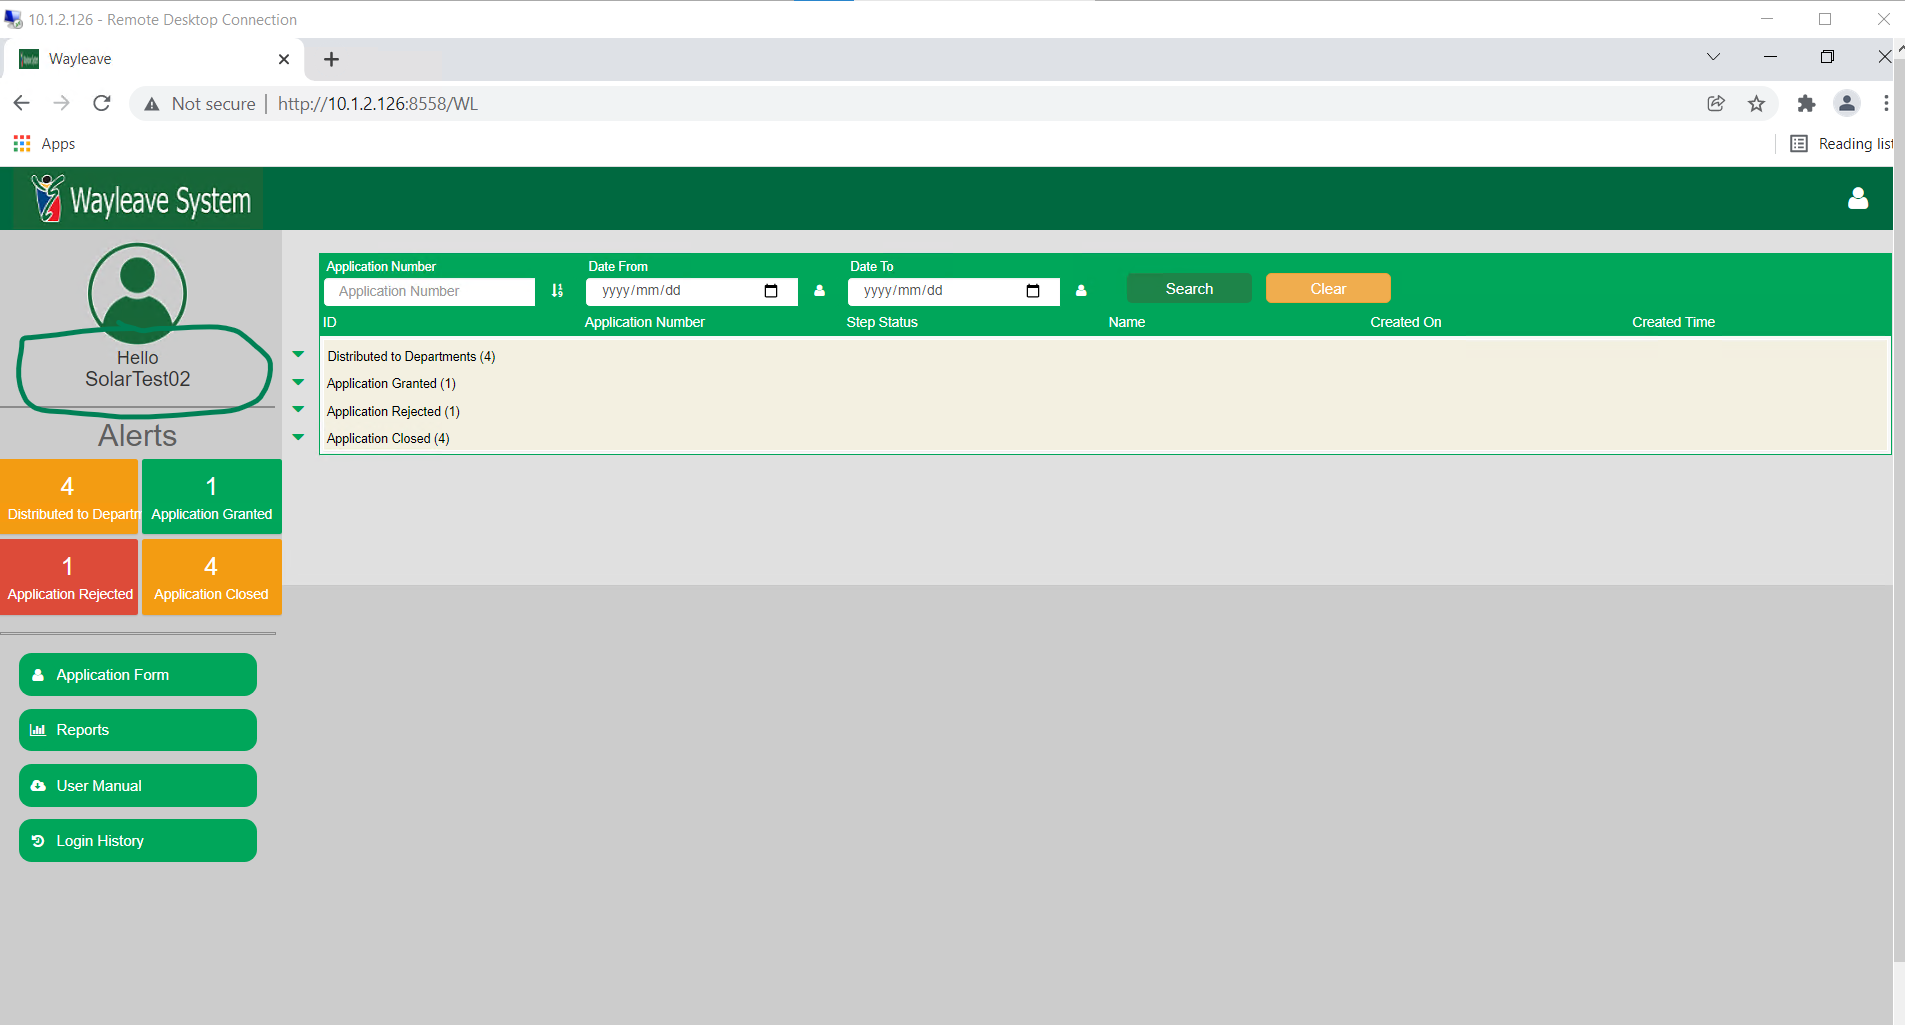 10.1.2.126 - Remote Desktop Connection
Wayleave
Not secure | http://10.1.2.126:8558/WL
Apps
Reading list
Wayleave System
Hello
SolarTest02
Alerts
4
Distributed to Departm
1
Application Granted
1
Application Rejected
4
Application Closed
Application Form
Reports
User Manual
Login History
Application Number
Date From
Date To
Application Number
yyyy/mm/dd
yyyy/mm/dd
Search
Clear
ID
Application Number
Step Status
Name
Created On
Created Time
Distributed to Departments (4)
Application Granted (1)
Application Rejected (1)
Application Closed (4)